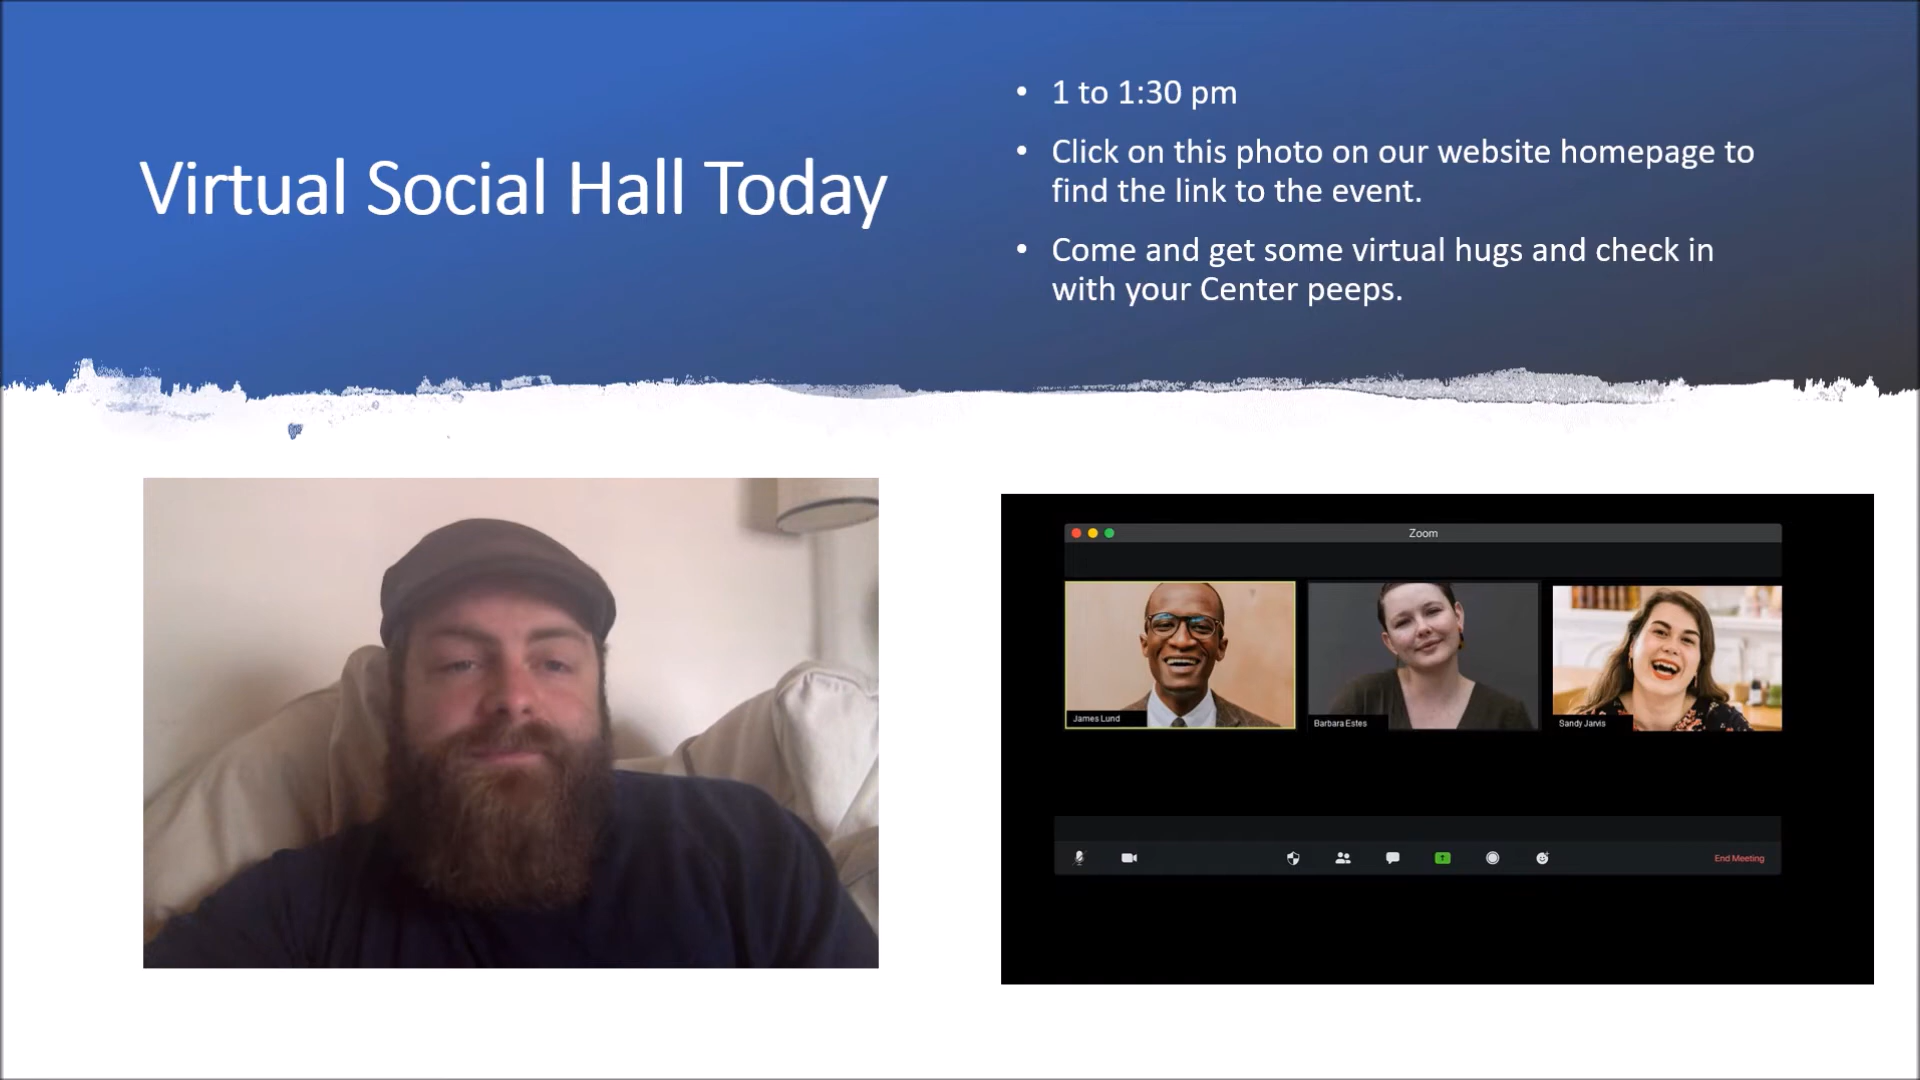 Virtual Social Hall Today
• 1 to 1:30 pm
• Click on this photo on our website homepage to
find the link to the event.
• Come and get some virtual hugs and check in
with your Center peeps.
Zoom
James Lund
Barbara Estes
Sandy Jarvis
End Meeting